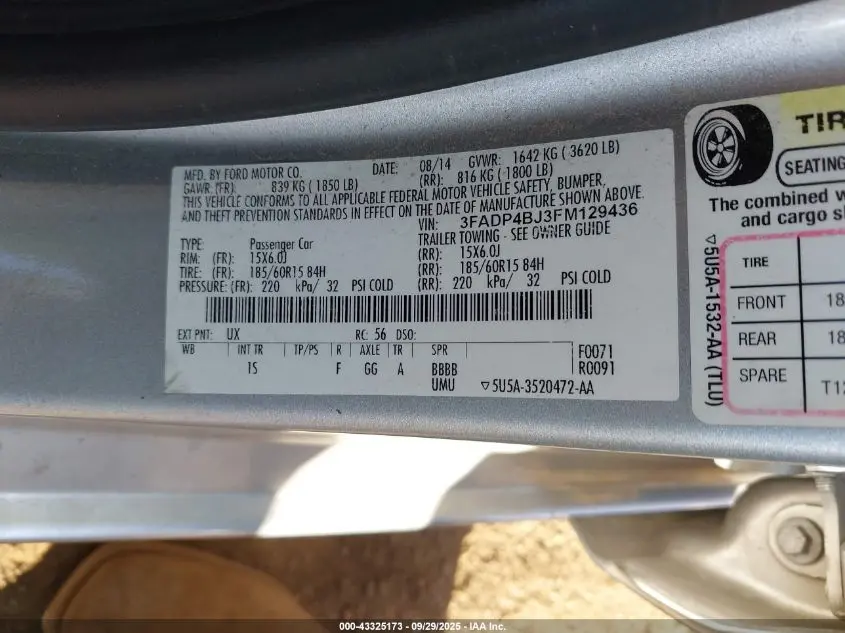 MFD. BY FORD MOTOR CO. DATE: 08/14 GVWR: 1642 KG ( 3620 LB)
GAWR: (FR): 839 KG ( 1850 LB) (RR): 816 KG ( 1800 LB)
THIS VEHICLE CONFORMS TO ALL APPLICABLE FEDERAL MOTOR VEHICLE SAFETY, BUMPER,
AND THEFT PREVENTION STANDARDS IN EFFECT ON THE DATE OF MANUFACTURE SHOWN ABOVE.
VIN: 3FADP4BJ3FM129436
TYPE: Passenger Car TRAILER TOWING - SEE OWNER GUIDE
RIM: (FR): 15X6.0J (RR): 15X6.0J
TIRE: (FR): 185/60R15 84H (RR): 185/60R15 84H
PRESSURE: (FR): 220 kPa/ 32 PSI COLD (RR): 220 kPa/ 32 PSI COLD
EXT PNT: UX RC: 56 DSO:
WB INT TR TP/PS R AXLE TR SPR F0071
IS F GG A BBBB R0091
UMU ▽5U5A-3520472-AA
TIR
SEATING
The combined w
and cargo s
▽5U5A-1532-AA (TLU)
TIRE
FRONT 18
REAR 18
SPARE T12
000-43325173 – 09/29/2025 – IAA Inc.